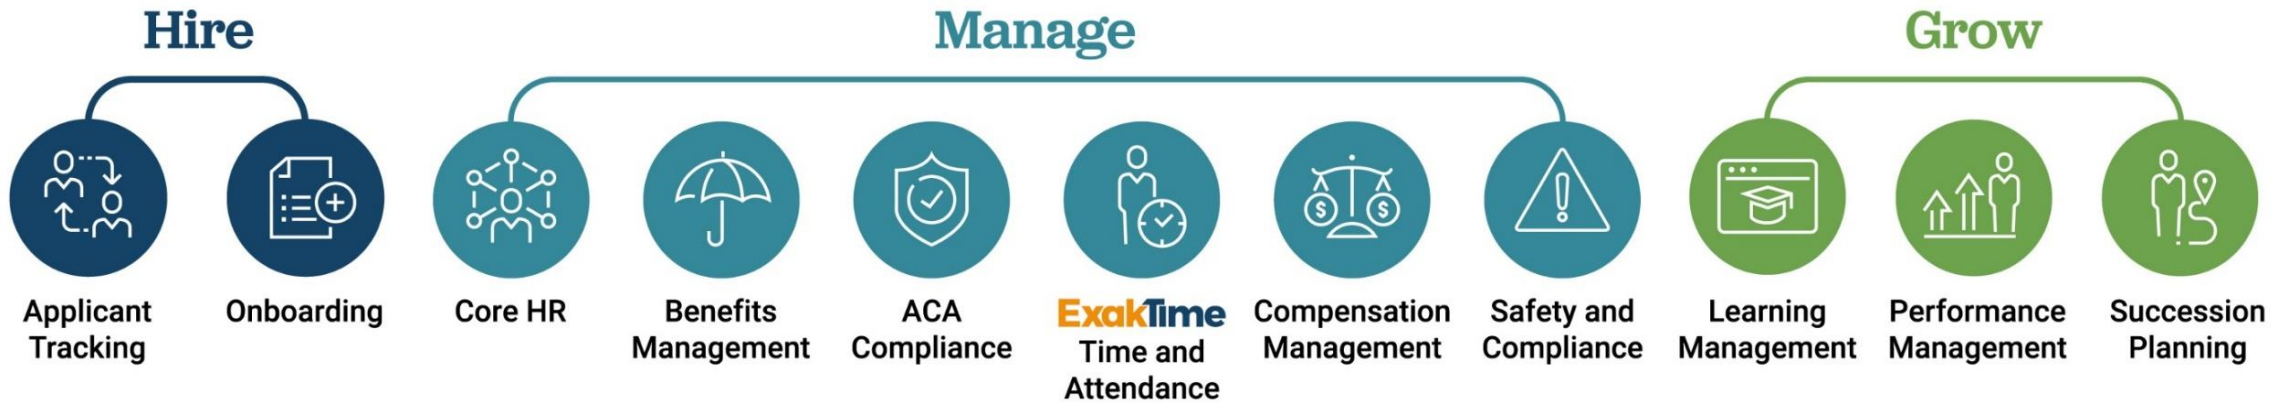 Hire
Manage
Grow
Applicant
Tracking
Onboarding
Core HR
Benefits
Management
ACA
Compliance
ExakTime
Time and
Attendance
Compensation
Management
Safety and
Compliance
Learning
Management
Performance
Management
Succession
Planning
$ $